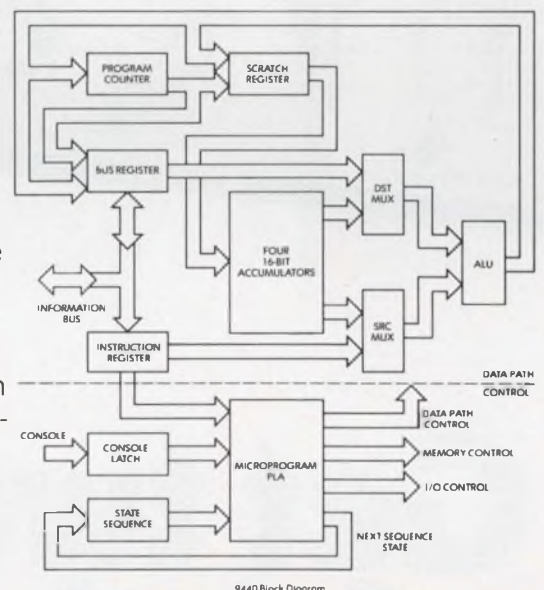 PROGRAM
COUNTER
SCRATCH
REGISTER
BUS REGISTER
DST
MUX
FOUR
16-BIT
ACCUMULATORS
ALU
INFORMATION
BUS
SRC
MUX
INSTRUCTION
REGISTER
DATA PATH
CONTROL
DATA PATH
CONTROL
CONSOLE
CONSOLE
LATCH
MICROPROGRAM
PLA
MEMORY CONTROL
I/O CONTROL
STATE
SEQUENCE
NEXT SEQUENCE
STATE
9440 Block Diagram